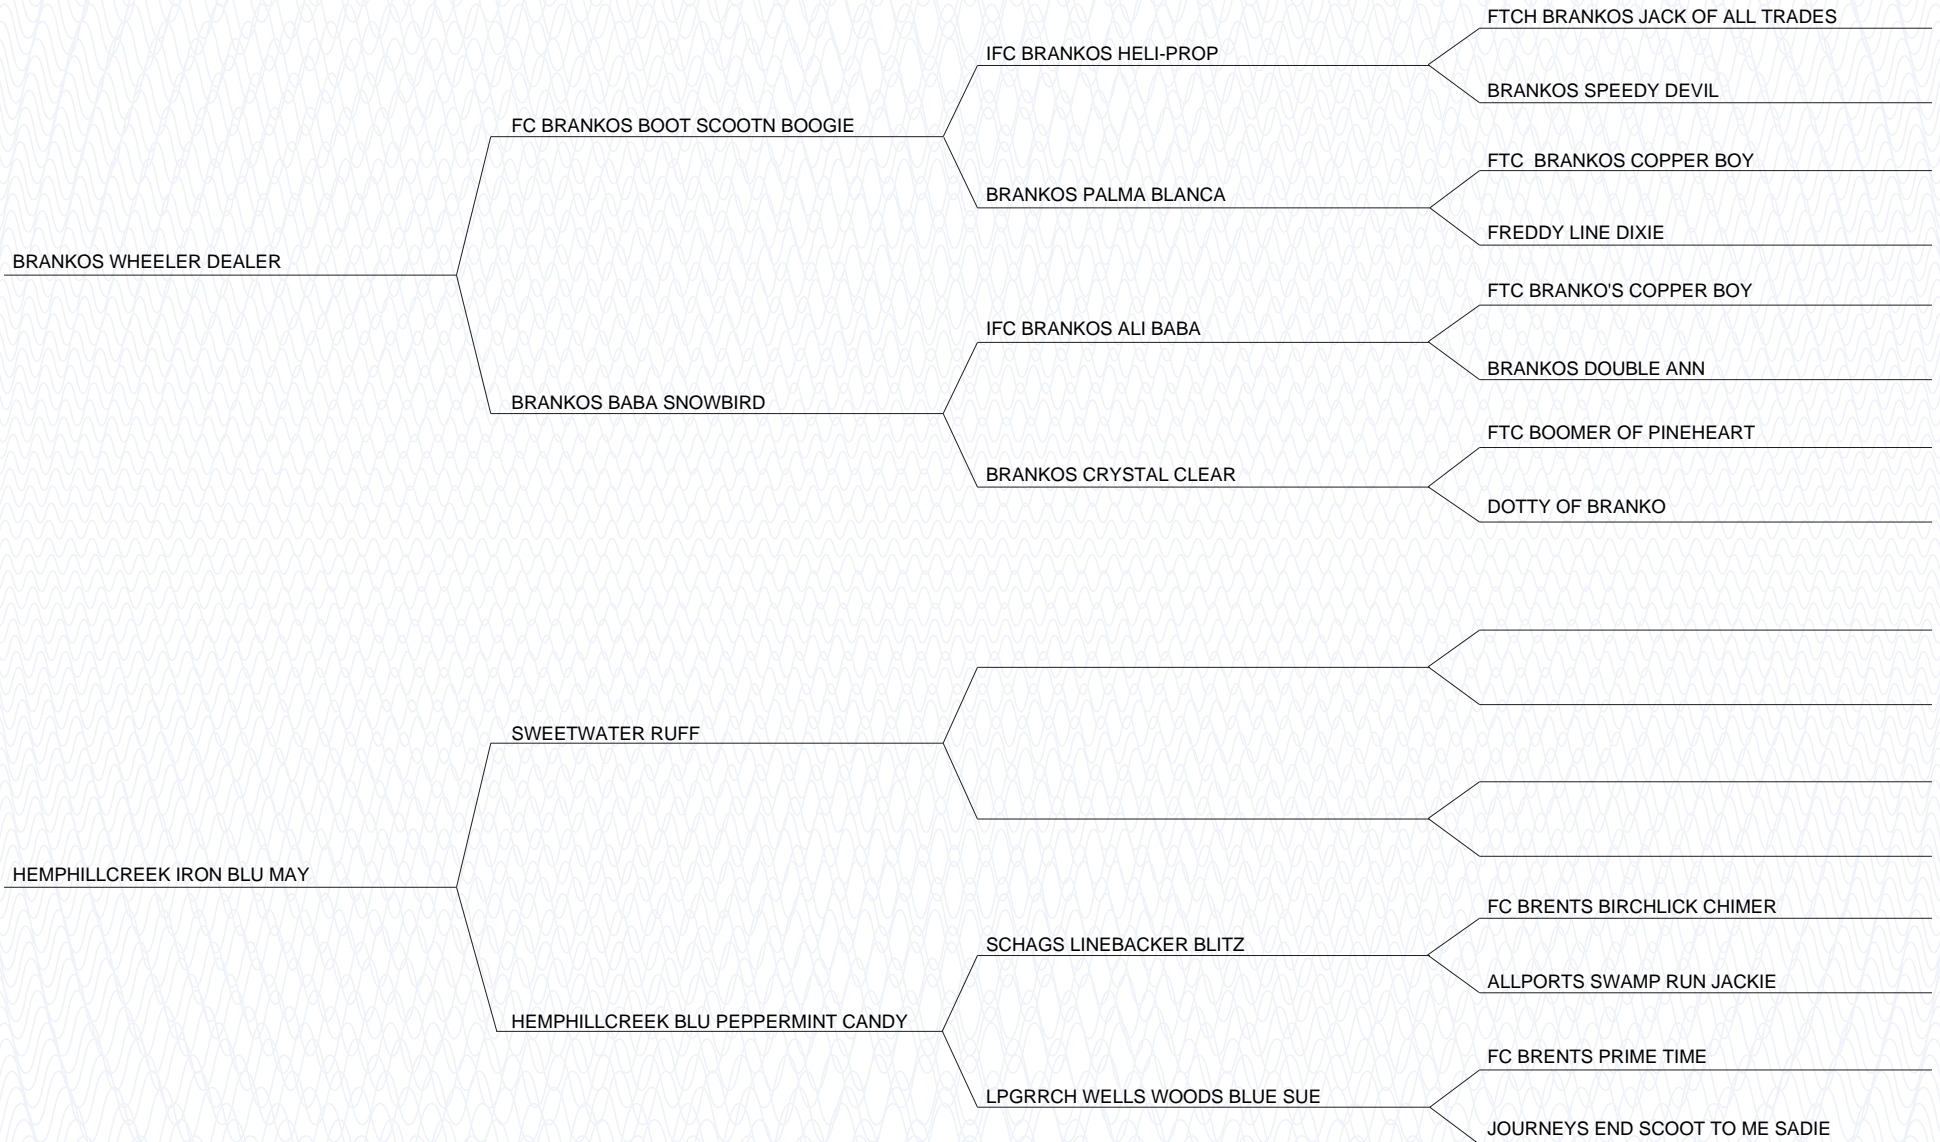 FTCH BRANKOS JACK OF ALL TRADES
IFC BRANKOS HELI-PROP
BRANKOS SPEEDY DEVIL
FC BRANKOS BOOT SCOOTN BOOGIE
FTC  BRANKOS COPPER BOY
BRANKOS PALMA BLANCA
FREDDY LINE DIXIE
BRANKOS WHEELER DEALER
FTC BRANKO'S COPPER BOY
IFC BRANKOS ALI BABA
BRANKOS DOUBLE ANN
BRANKOS BABA SNOWBIRD
FTC BOOMER OF PINEHEART
BRANKOS CRYSTAL CLEAR
DOTTY OF BRANKO
SWEETWATER RUFF
HEMPHILLCREEK IRON BLU MAY
FC BRENTS BIRCHLICK CHIMER
SCHAGS LINEBACKER BLITZ
ALLPORTS SWAMP RUN JACKIE
HEMPHILLCREEK BLU PEPPERMINT CANDY
FC BRENTS PRIME TIME
LPGRRCH WELLS WOODS BLUE SUE
JOURNEYS END SCOOT TO ME SADIE